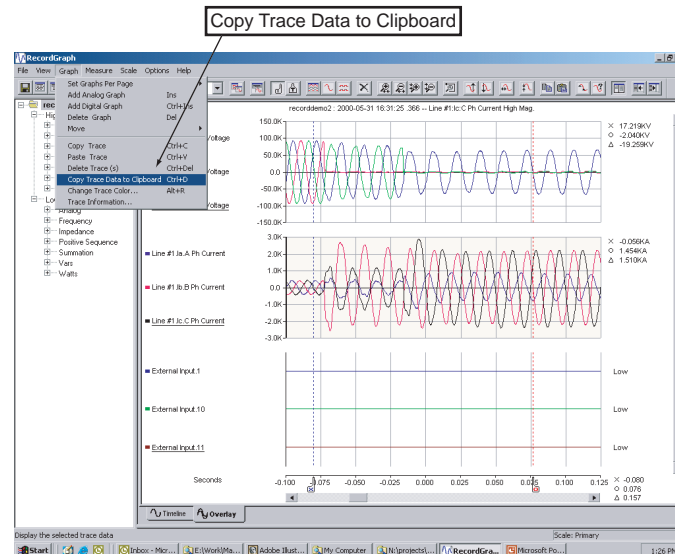 Copy Trace Data to Clipboard
RecordGraph
File View Graph Measure Scale Options Help
Set Graphs Per Page
Add Analog Graph Ins
Add Digital Graph Ctrl+Ins
Delete Graph Del
Move
Copy Trace Ctrl+C
Paste Trace Ctrl+V
Delete Trace (s) Ctrl+Del
Copy Trace Data to Clipboard Ctrl+D
Change Trace Color... Alt+R
Trace Information...
Analog
Frequency
Impedance
Positive Sequence
Summation
Vars
Watts
recorddemo2 : 2000-05-31 16:31:25 .366 -- Line #1:Ic:C Ph Current High Mag.
150.0K
100.0K
50.0K
0.0
-50.0K
-100.0K
-150.0K
× 17.219KV
O -2.040KV
Δ -19.259KV
3.0K
2.0K
1.0K
0.0
-1.0K
-2.0K
-3.0K
Line #1.Ia.A Ph Current
Line #1.Ib.B Ph Current
Line #1.Ic.C Ph Current
× -0.056KA
O 1.454KA
Δ 1.510KA
External Input.1 Low
External Input.10 Low
External Input.11 Low
Seconds -0.100 -0.075 -0.050 -0.025 0.000 0.025 0.050 0.075 0.100 0.125
× -0.080
O 0.076
Δ 0.157
Timeline Overlay
Display the selected trace data Scale: Primary
Start Inbox - Micr... E:\Work\Ma... Adobe Illust... My Computer N:\projects\... RecordGra... Microsoft Po... 1:26 PM